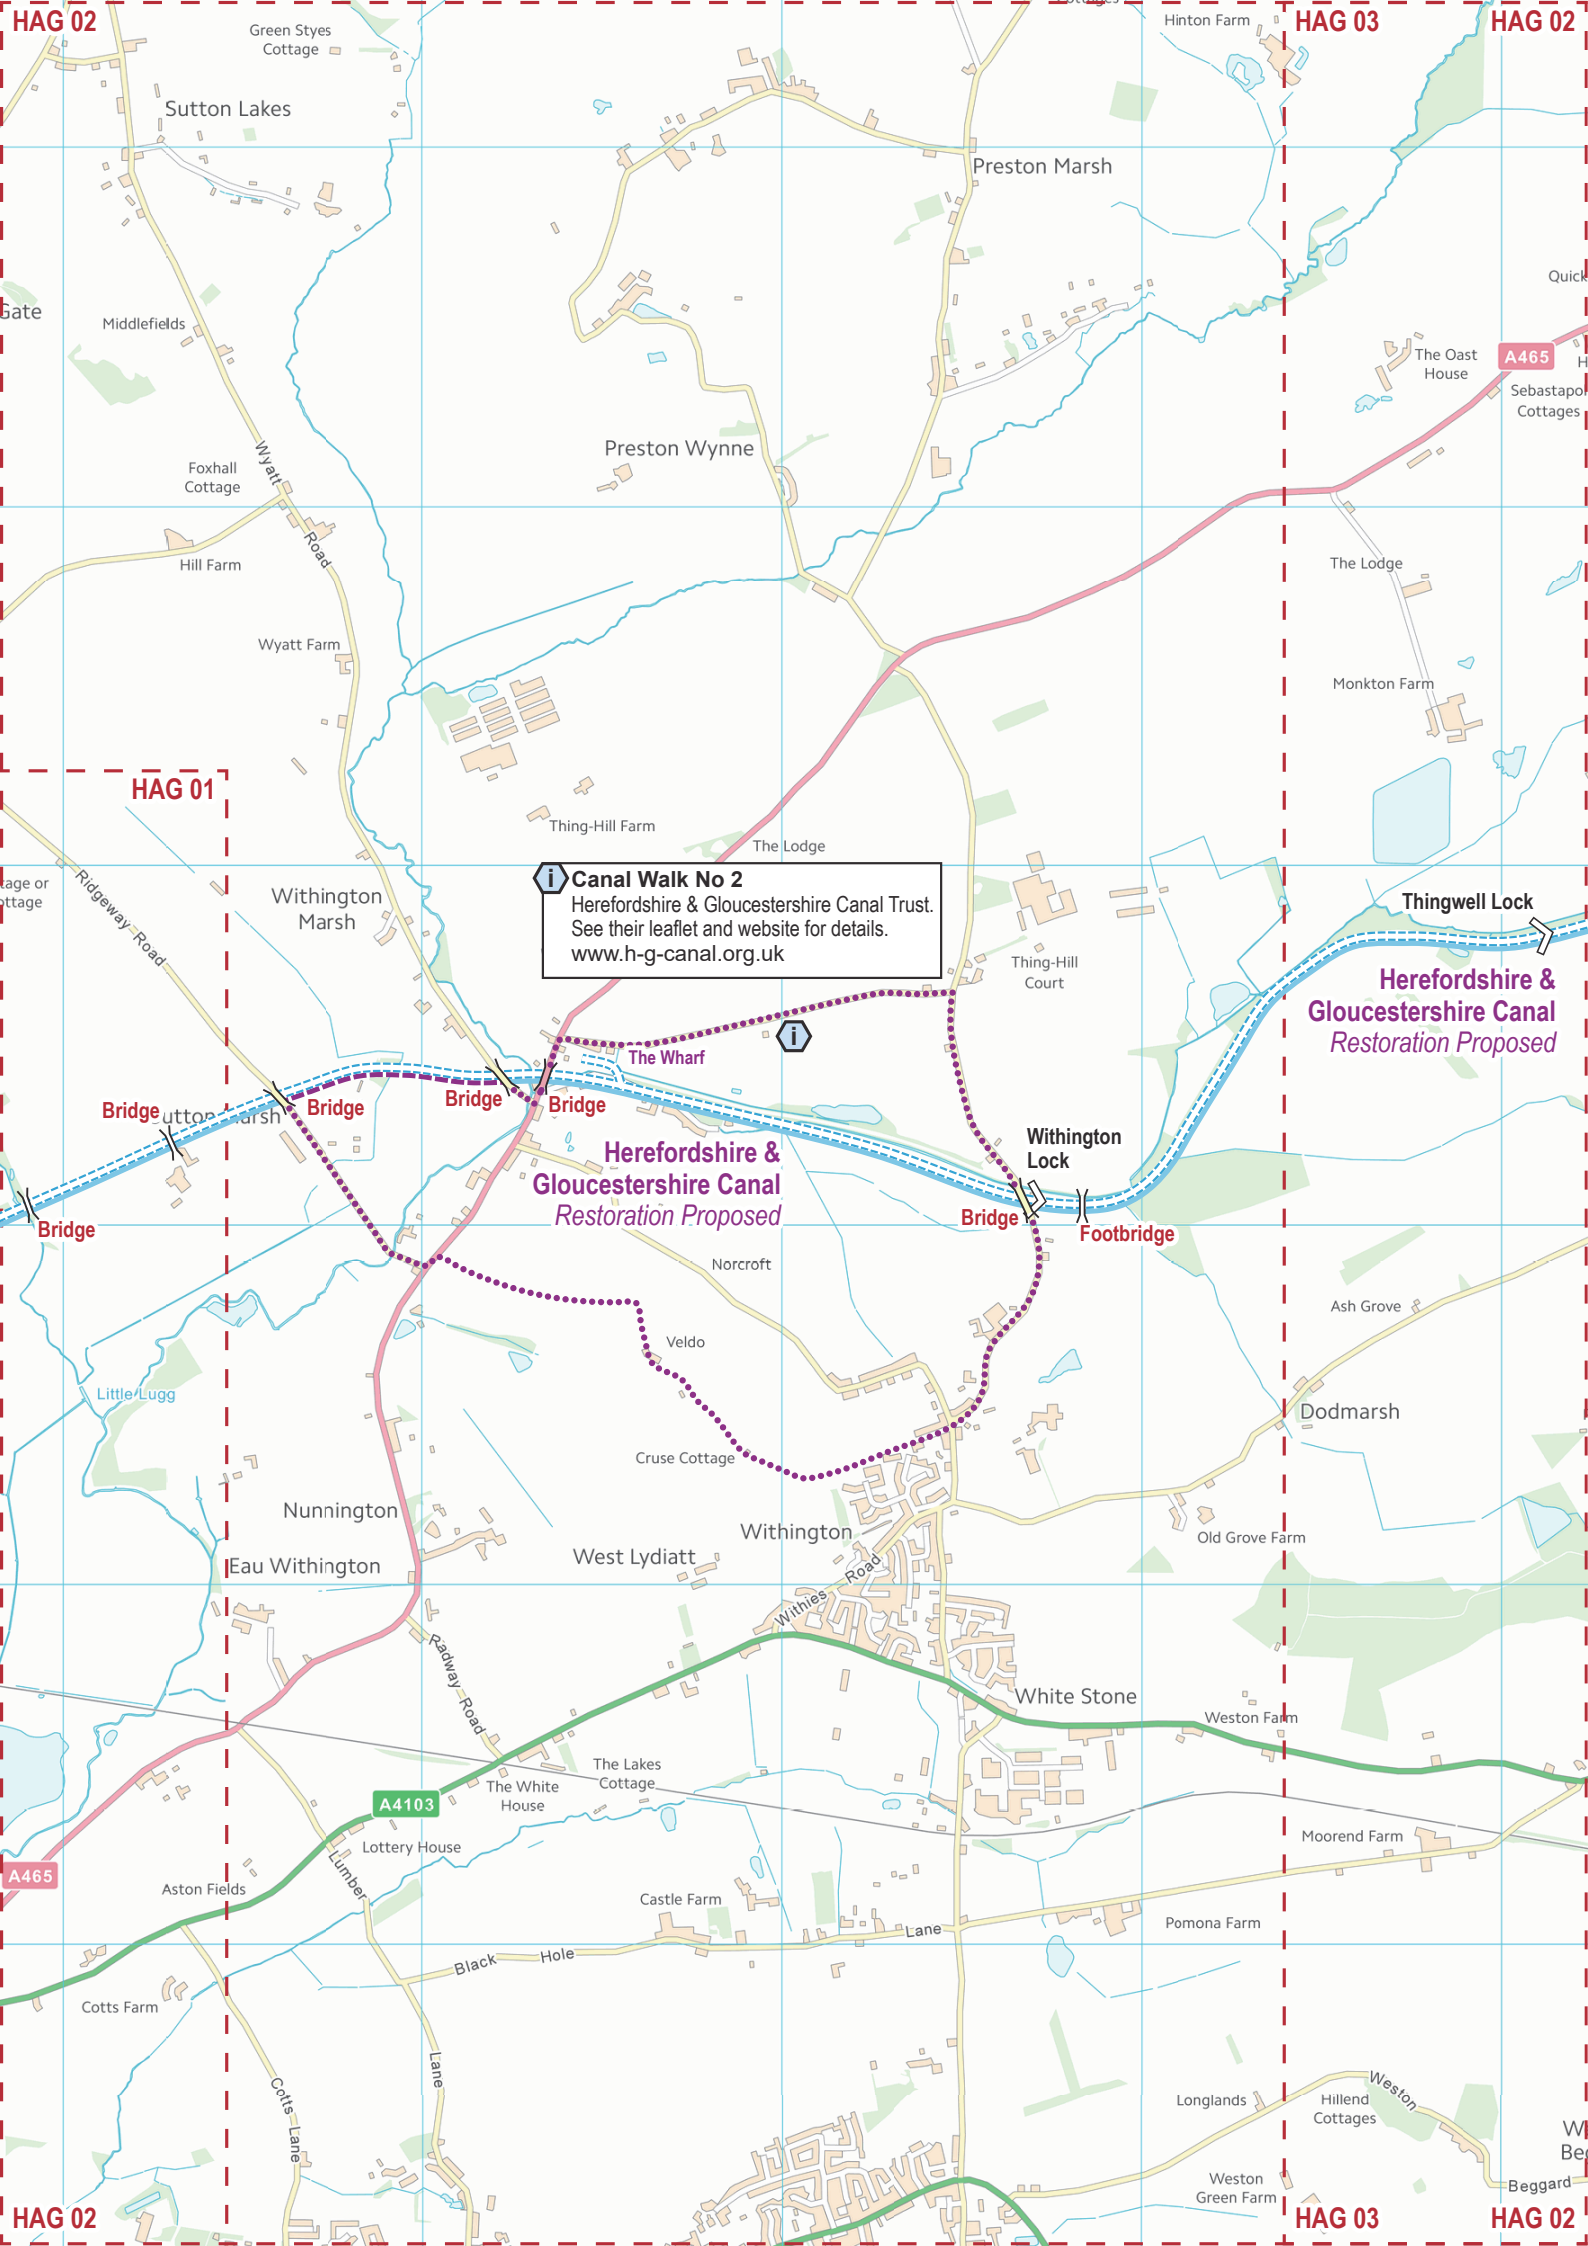 HAG 02
HAG 03
HAG 02
Green Styes
Cottage
Hinton Farm
Sutton Lakes
Preston Marsh
Quick
Gate
Middlefields
The Oast
House
A465
H
Sebastapol
Cottages
Preston Wynne
Wyatt
Road
Foxhall
Cottage
Hill Farm
The Lodge
Wyatt Farm
Monkton Farm
HAG 01
Thing-Hill Farm
The Lodge
i Canal Walk No 2
Herefordshire & Gloucestershire Canal Trust.
See their leaflet and website for details.
www.h-g-canal.org.uk
tage or
ottage
Ridgeway Road
Withington
Marsh
Thingwell Lock
Thing-Hill
Court
Herefordshire &
Gloucestershire Canal
Restoration Proposed
i
The Wharf
Bridge
utton
arsh
Bridge
Bridge
Bridge
Bridge
Herefordshire &
Gloucestershire Canal
Restoration Proposed
Withington
Lock
Bridge
Footbridge
Norcroft
Ash Grove
Veldo
Little Lugg
Dodmarsh
Cruse Cottage
Nunnington
Withington
Old Grove Farm
Eau Withington
West Lydiatt
Withies Road
Radway Road
White Stone
Weston Farm
The Lakes
Cottage
The White
House
A4103
Lottery House
Moorend Farm
A465
Lumber
Aston Fields
Castle Farm
Pomona Farm
Black Hole Lane
Cotts Farm
Lane
Cotts Lane
Longlands
Hillend
Cottages
Weston
W
Beg
Weston
Green Farm
Beggard
HAG 02
HAG 03
HAG 02